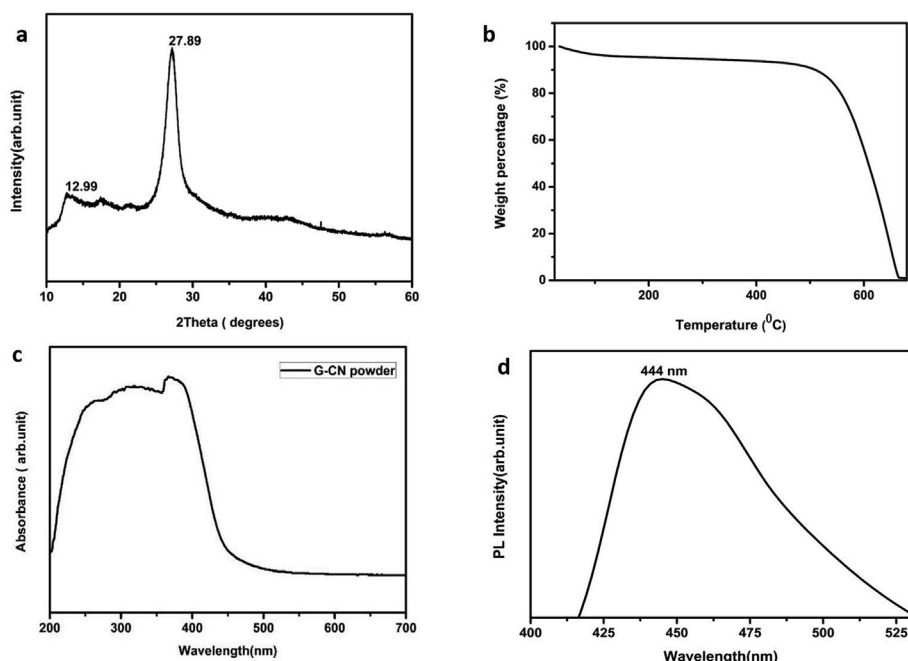 a
27.89
12.99
Intensity(arb.unit)
10 20 30 40 50 60
2Theta ( degrees)
b
100
80
60
40
20
0
Weight percentage (%)
200 400 600
Temperature (⁰C)
c
G-CN powder
Absorbance ( arb.unit)
200 300 400 500 600 700
Wavelength(nm)
d
444 nm
PL Intensity(arb.unit)
400 425 450 475 500 525
Wavelength(nm)